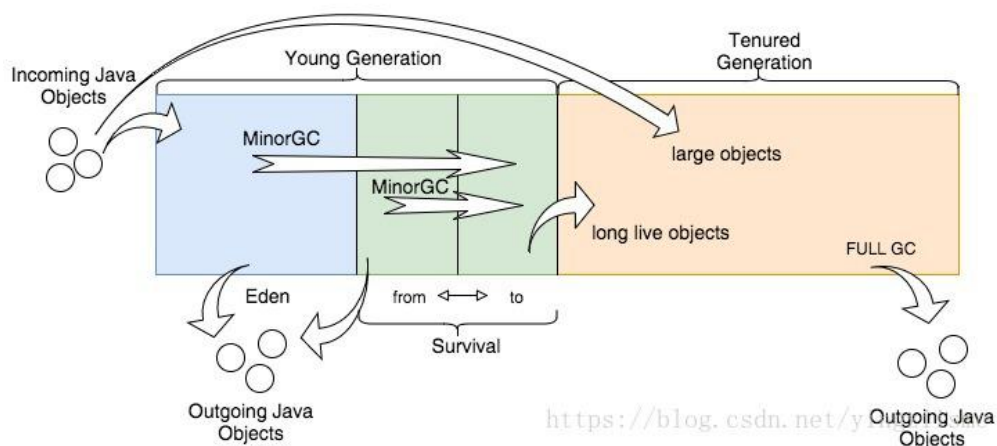 Tenured
Generation
Young Generation
Incoming Java
Objects
MinorGC
large objects
MinorGC
long live objects
FULL GC
Eden
from
to
Survival
Outgoing Java
Objects
https://blog.csdn.net/
Outgoing Java
Objects